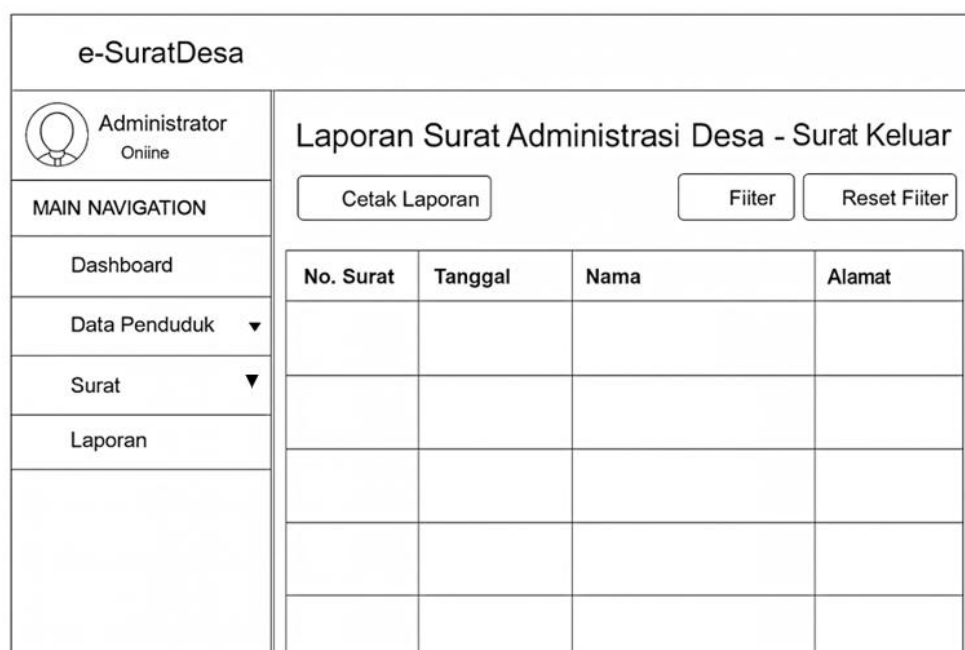 e-SuratDesa
Administrator
Oniine
MAIN NAVIGATION
Dashboard
Data Penduduk
Surat
Laporan
Laporan Surat Administrasi Desa - Surat Keluar
Cetak Laporan
Fiiter
Reset Fiiter
No. Surat
Tanggal
Nama
Alamat